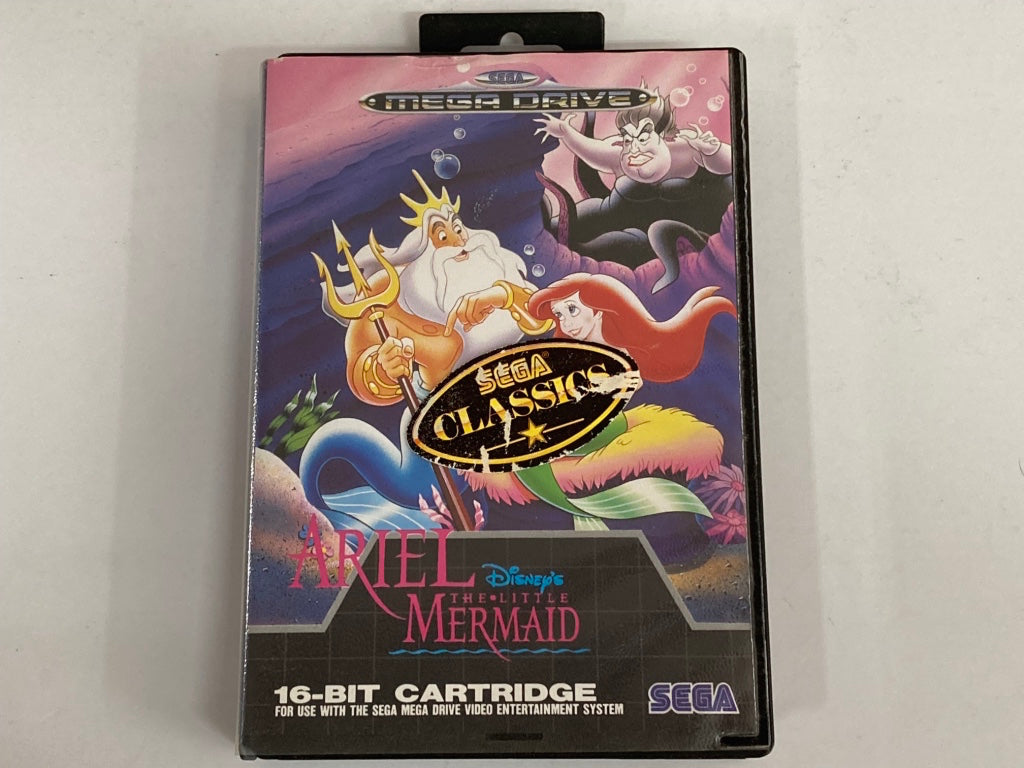 SEGA
MEGA DRIVE
SEGA
CLASSICS
ARIEL
Disney's
THE • LITTLE
MERMAID
16-BIT CARTRIDGE
FOR USE WITH THE SEGA MEGA DRIVE VIDEO ENTERTAINMENT SYSTEM
SEGA